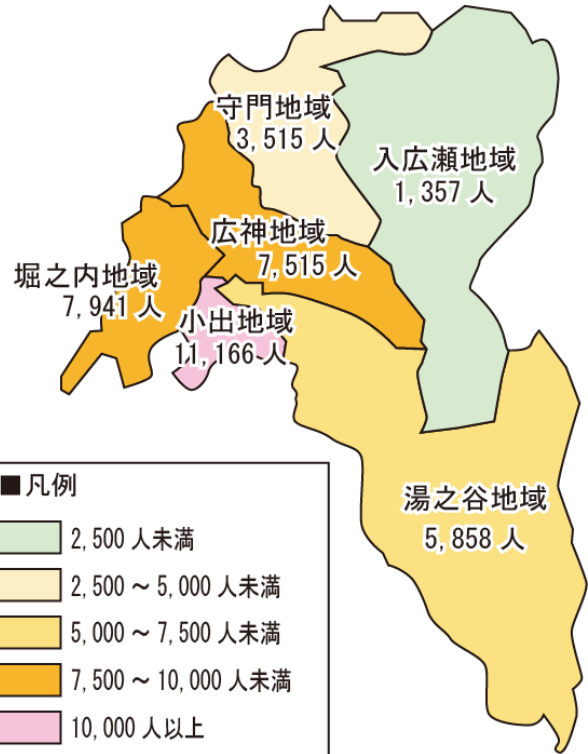 守門地域
3,515 人
入広瀬地域
1,357 人
広神地域
7,515 人
堀之内地域
7,941 人
小出地域
11,166 人
湯之谷地域
5,858 人
■凡例
2,500 人未満
2,500 ～ 5,000 人未満
5,000 ～ 7,500 人未満
7,500 ～ 10,000 人未満
10,000 人以上